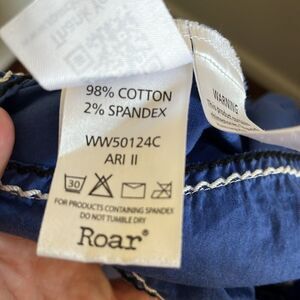 98% COTTON
2% SPANDEX
WW50124C
ARI II
30
FOR PRODUCTS CONTAINING SPANDEX
DO NOT TUMBLE DRY
Roar®
WARNING